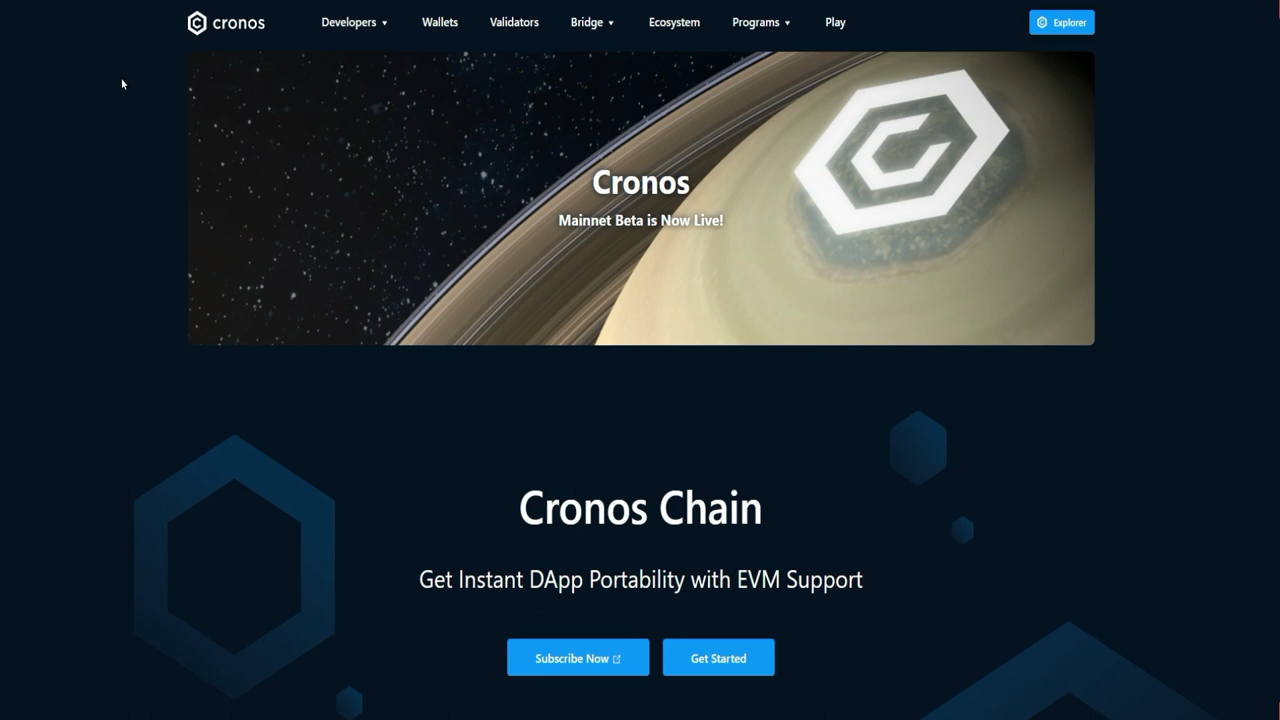 cronos
Developers
Wallets
Validators
Bridge
Ecosystem
Programs
Play
Explorer
Cronos
Mainnet Beta is Now Live!
Cronos Chain
Get Instant DApp Portability with EVM Support
Subscribe Now
Get Started